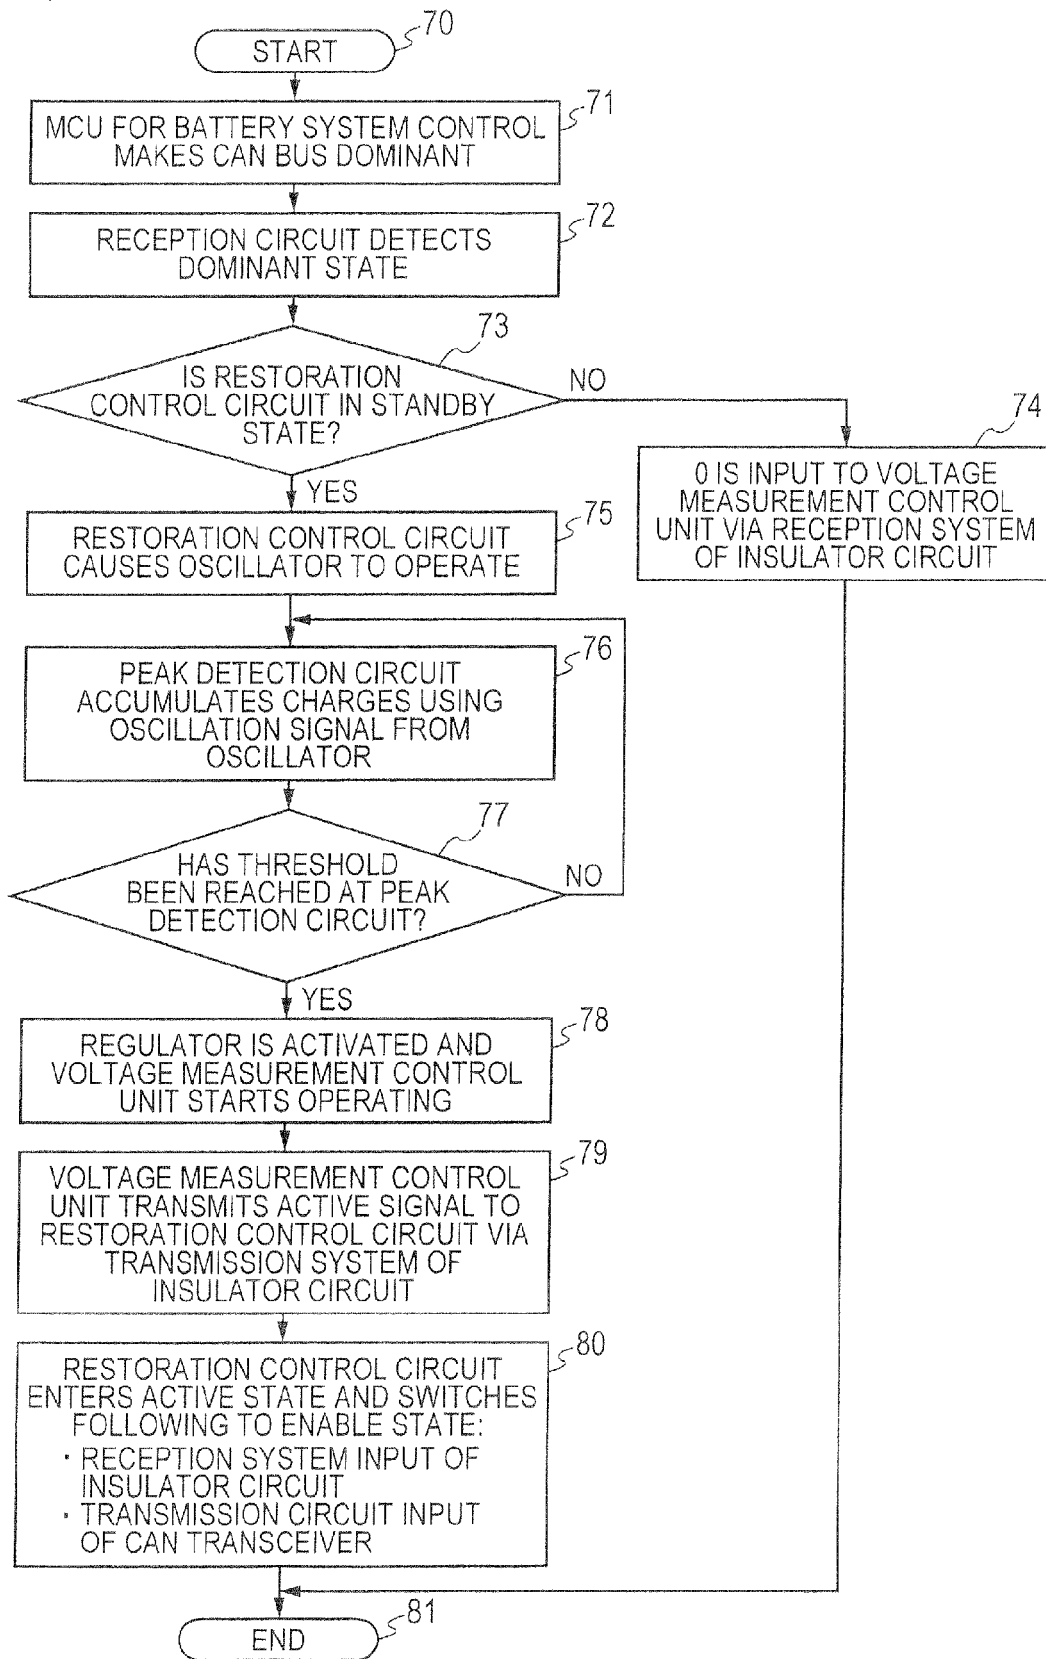 70
START
71
MCU FOR BATTERY SYSTEM CONTROL
MAKES CAN BUS DOMINANT
72
RECEPTION CIRCUIT DETECTS
DOMINANT STATE
73
IS RESTORATION
CONTROL CIRCUIT IN STANDBY
STATE?
NO
74
0 IS INPUT TO VOLTAGE
MEASUREMENT CONTROL
UNIT VIA RECEPTION SYSTEM
OF INSULATOR CIRCUIT
YES
75
RESTORATION CONTROL CIRCUIT
CAUSES OSCILLATOR TO OPERATE
76
PEAK DETECTION CIRCUIT
ACCUMULATES CHARGES USING
OSCILLATION SIGNAL FROM
OSCILLATOR
77
HAS THRESHOLD
BEEN REACHED AT PEAK
DETECTION CIRCUIT?
NO
YES
78
REGULATOR IS ACTIVATED AND
VOLTAGE MEASUREMENT CONTROL
UNIT STARTS OPERATING
79
VOLTAGE MEASUREMENT CONTROL
UNIT TRANSMITS ACTIVE SIGNAL TO
RESTORATION CONTROL CIRCUIT VIA
TRANSMISSION SYSTEM OF
INSULATOR CIRCUIT
80
RESTORATION CONTROL CIRCUIT
ENTERS ACTIVE STATE AND SWITCHES
FOLLOWING TO ENABLE STATE:
· RECEPTION SYSTEM INPUT OF
INSULATOR CIRCUIT
· TRANSMISSION CIRCUIT INPUT
OF CAN TRANSCEIVER
81
END